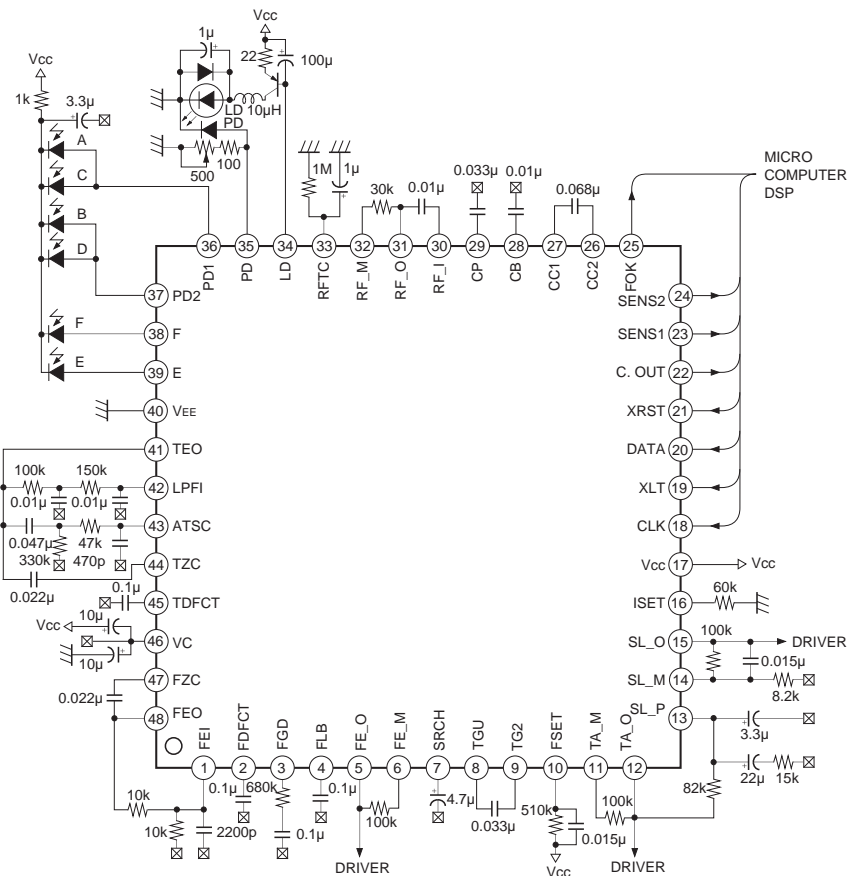 Vcc
1µ
Vcc
22
100µ
1k
3.3µ
LD
10µH
PD
A
C
B
D
F
E
500
100
1M
1µ
30k
0.01µ
0.033µ
0.01µ
0.068µ
MICRO
COMPUTER
DSP
36
35
34
33
32
31
30
29
28
27
26
25
PD1
PD
LD
RFTC
RF_M
RF_O
RF_I
CP
CB
CC1
CC2
FOK
37 PD2
38 F
39 E
40 VEE
41 TEO
42 LPFI
43 ATSC
44 TZC
45 TDFCT
46 VC
47 FZC
48 FEO
100k
150k
0.01µ
0.01µ
0.047µ
47k
330k
470p
0.022µ
0.1µ
Vcc
10µ
10µ
0.022µ
SENS2 24
SENS1 23
C. OUT 22
XRST 21
DATA 20
XLT 19
CLK 18
Vcc 17
Vcc
ISET 16
60k
SL_O 15
100k
DRIVER
0.015µ
SL_M 14
8.2k
SL_P 13
3.3µ
22µ
15k
82k
FEI
FDFCT
FGD
FLB
FE_O
FE_M
SRCH
TGU
TG2
FSET
TA_M
TA_O
1
2
3
4
5
6
7
8
9
10
11
12
10k
10k
2200p
0.1µ
680k
0.1µ
0.1µ
100k
DRIVER
4.7µ
0.033µ
510k
0.015µ
Vcc
100k
DRIVER